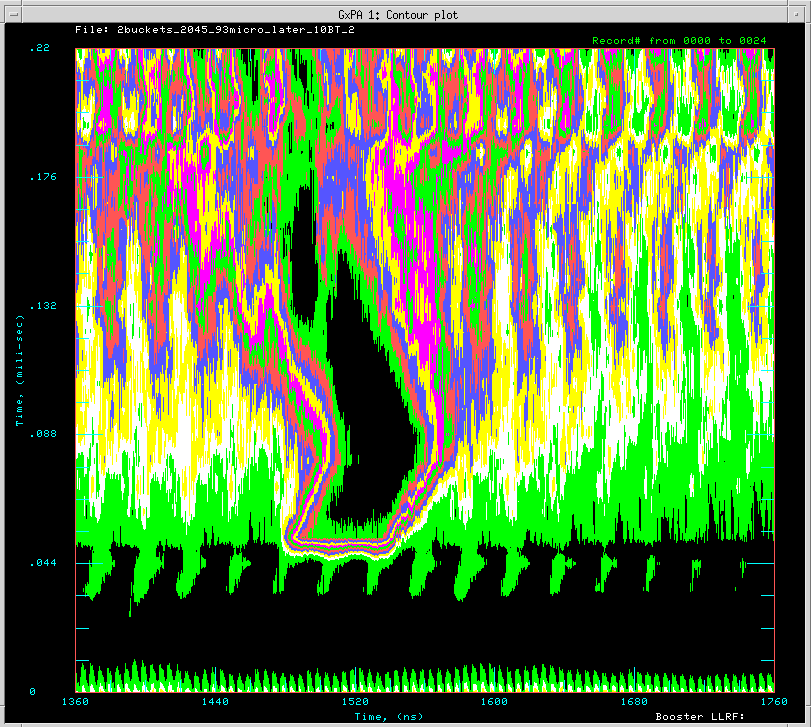 GxPA 1: Contour plot
File: 2buckets_2045_93micro_later_10BT_2
Record# from 0000 to 0024
.22
.176
.132
.088
.044
0
Time, (mili-sec)
1360 1440 1520 1600 1680 1760
Time, (ns)
Booster LLRF: